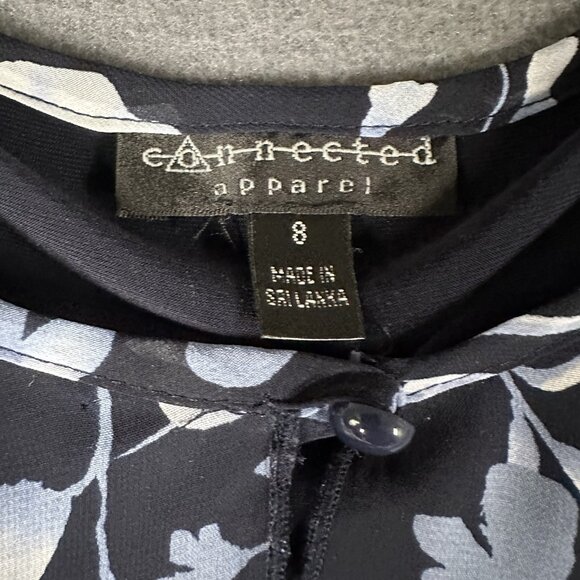 connected
apparel
8
MADE IN
SRI LANKA